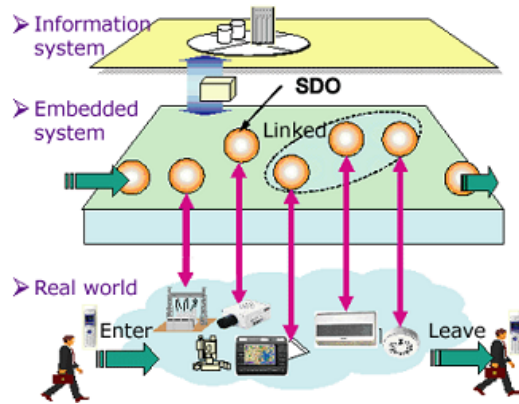 ➤ Information
system
SDO
➤ Embedded
system
Linked
➤ Real world
Enter
Leave